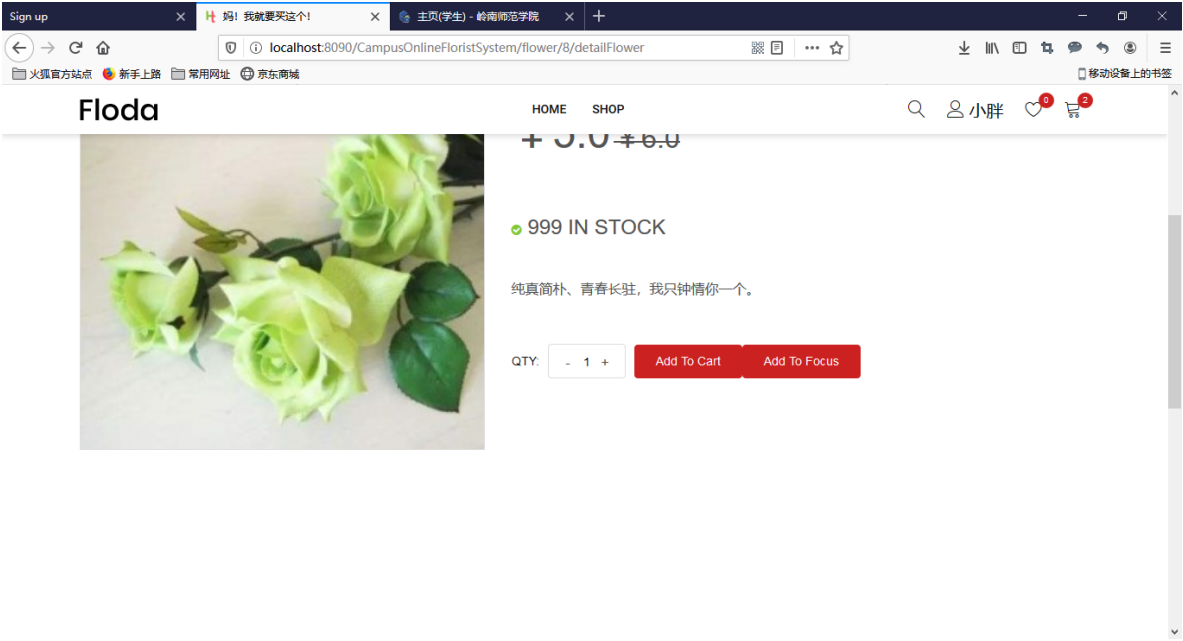 Sign up
妈！我就要买这个！
主页(学生) - 岭南师范学院
localhost:8090/CampusOnlineFloristSystem/flower/8/detailFlower
火狐官方站点 新手上路 常用网址 京东商城 移动设备上的书签
Floda HOME SHOP 小胖 0 2
5.0 ￥6.0
999 IN STOCK
纯真简朴、青春长驻，我只钟情你一个。
QTY: - 1 + Add To Cart Add To Focus